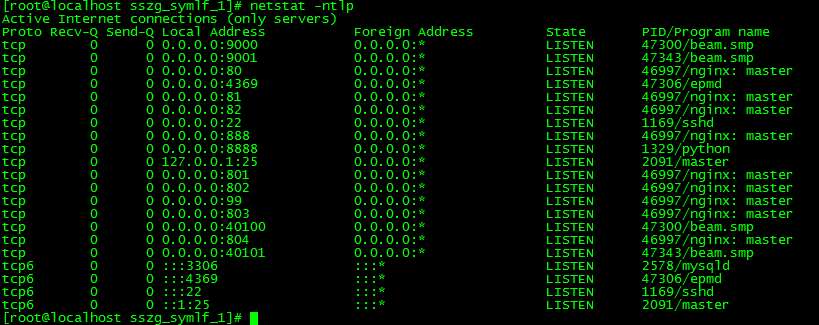 [root@localhost sszg_symlf_1]# netstat -ntlp
Active Internet connections (only servers)
Proto Recv-Q Send-Q Local Address           Foreign Address         State       PID/Program name
tcp        0      0 0.0.0.0:9000            0.0.0.0:*               LISTEN      47300/beam.smp
tcp        0      0 0.0.0.0:9001            0.0.0.0:*               LISTEN      47343/beam.smp
tcp        0      0 0.0.0.0:80              0.0.0.0:*               LISTEN      46997/nginx: master
tcp        0      0 0.0.0.0:4369            0.0.0.0:*               LISTEN      47306/epmd
tcp        0      0 0.0.0.0:81              0.0.0.0:*               LISTEN      46997/nginx: master
tcp        0      0 0.0.0.0:82              0.0.0.0:*               LISTEN      46997/nginx: master
tcp        0      0 0.0.0.0:22              0.0.0.0:*               LISTEN      1169/sshd
tcp        0      0 0.0.0.0:888             0.0.0.0:*               LISTEN      46997/nginx: master
tcp        0      0 0.0.0.0:8888            0.0.0.0:*               LISTEN      1329/python
tcp        0      0 127.0.0.1:25            0.0.0.0:*               LISTEN      2091/master
tcp        0      0 0.0.0.0:801             0.0.0.0:*               LISTEN      46997/nginx: master
tcp        0      0 0.0.0.0:802             0.0.0.0:*               LISTEN      46997/nginx: master
tcp        0      0 0.0.0.0:99              0.0.0.0:*               LISTEN      46997/nginx: master
tcp        0      0 0.0.0.0:803             0.0.0.0:*               LISTEN      46997/nginx: master
tcp        0      0 0.0.0.0:40100           0.0.0.0:*               LISTEN      47300/beam.smp
tcp        0      0 0.0.0.0:804             0.0.0.0:*               LISTEN      46997/nginx: master
tcp        0      0 0.0.0.0:40101           0.0.0.0:*               LISTEN      47343/beam.smp
tcp6       0      0 :::3306                 :::*                    LISTEN      2578/mysqld
tcp6       0      0 :::4369                 :::*                    LISTEN      47306/epmd
tcp6       0      0 :::22                   :::*                    LISTEN      1169/sshd
tcp6       0      0 ::1:25                  :::*                    LISTEN      2091/master
[root@localhost sszg_symlf_1]#